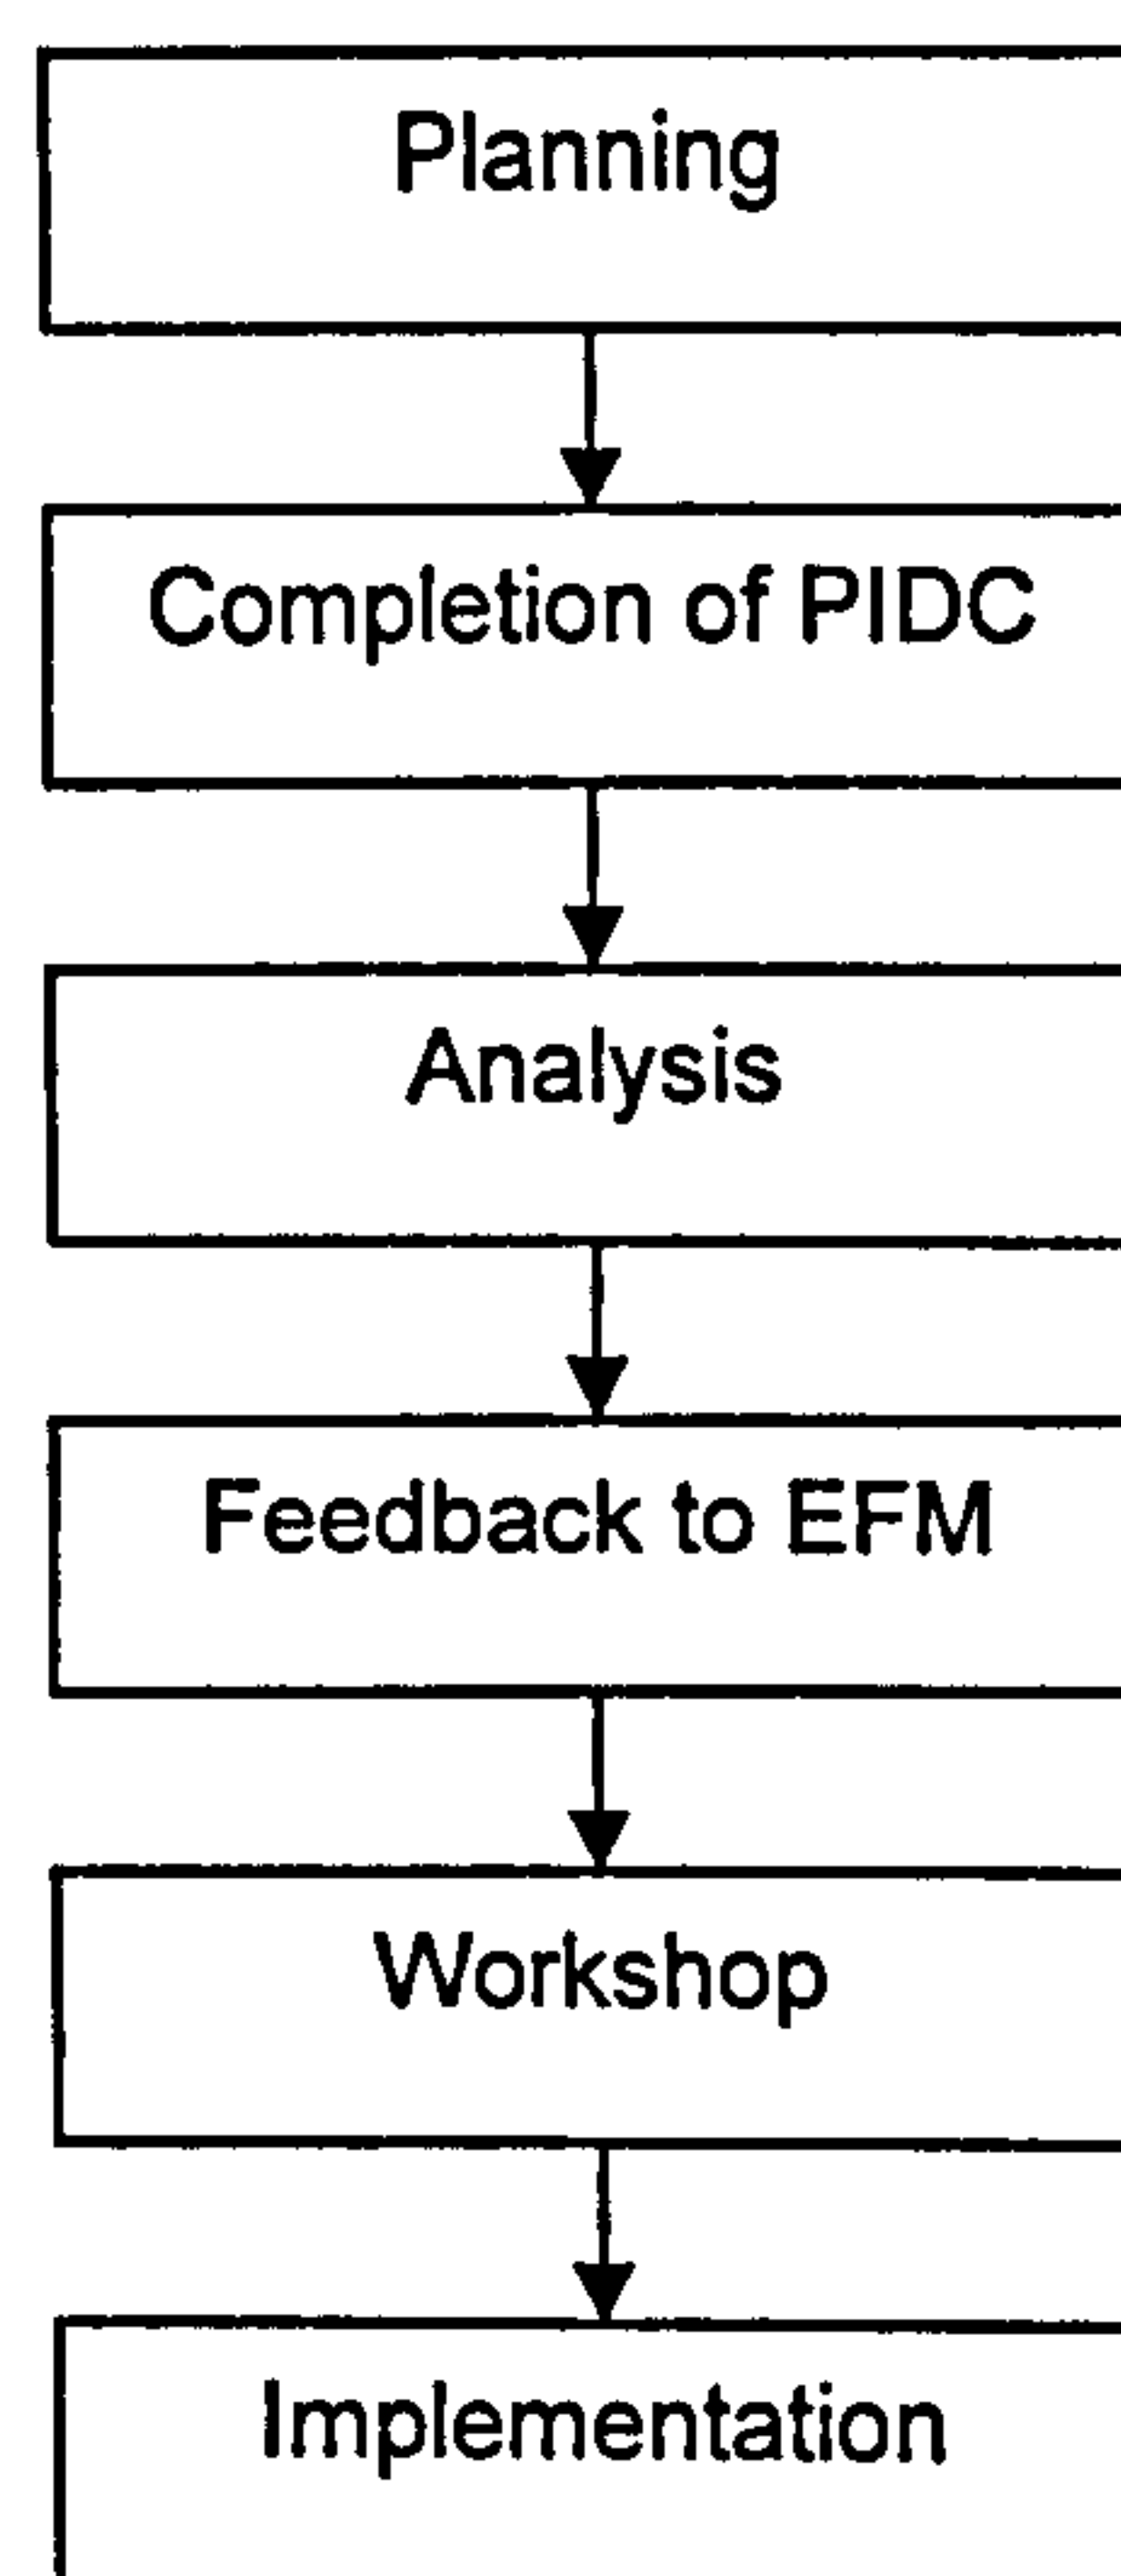 Planning
Completion of PIDC
Analysis
Feedback to EFM
Workshop
Implementation